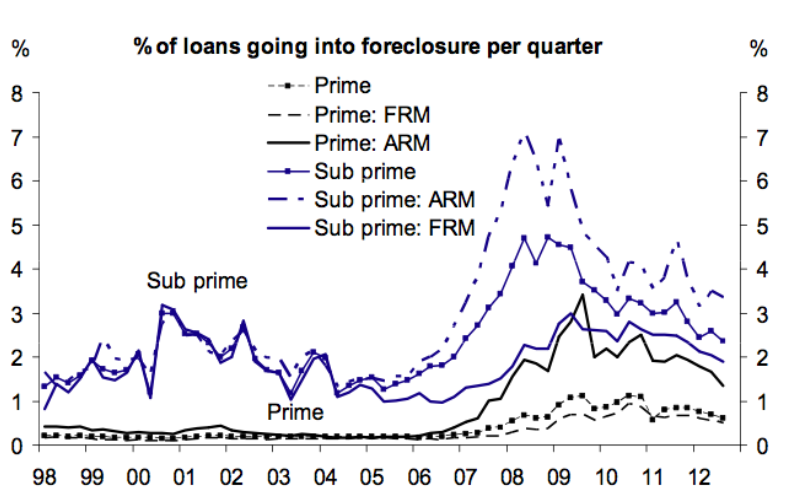 % % of loans going into foreclosure per quarter %
Prime
Prime: FRM
Prime: ARM
Sub prime
Sub prime: ARM
Sub prime: FRM
8 8
7 7
6 6
5 5
4 4
3 3
2 2
1 1
0 0
Sub prime
Prime
98 99 00 01 02 03 04 05 06 07 08 09 10 11 12